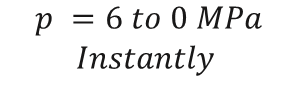 p = 6 to 0 MPa
Instantly